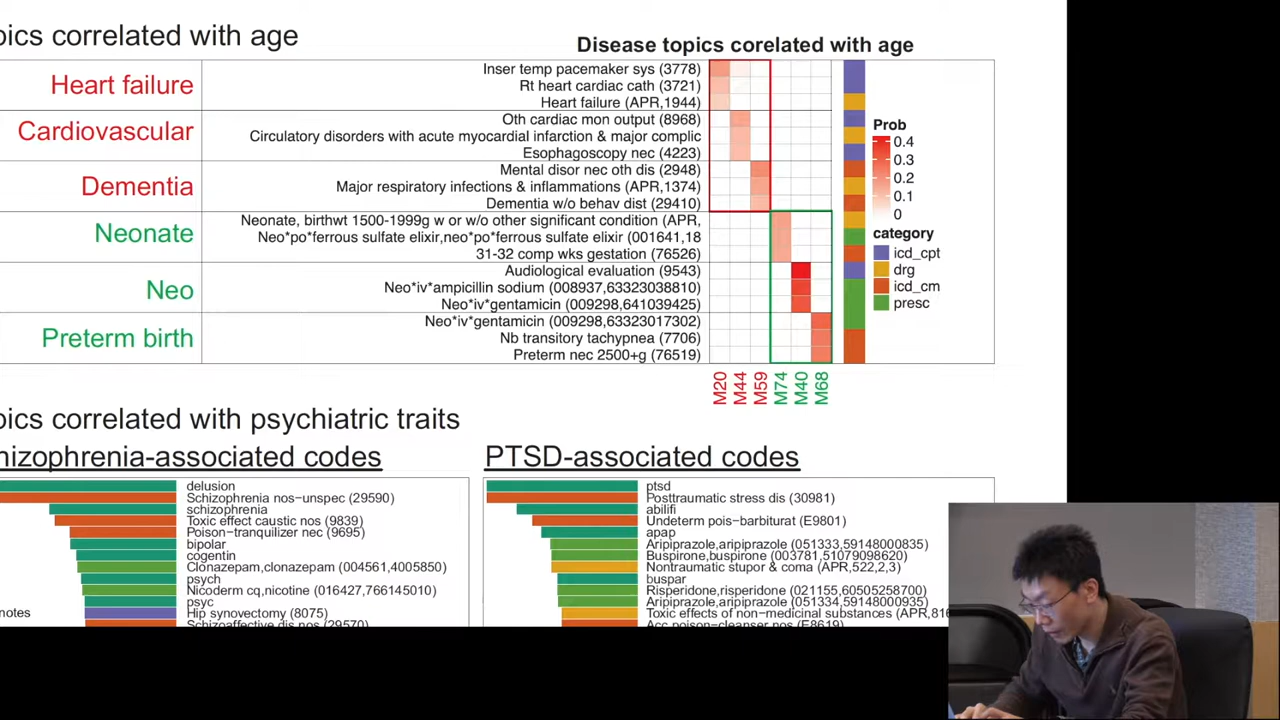 pics correlated with age
Disease topics corelated with age
Heart failure
Inser temp pacemaker sys (3778)
Rt heart cardiac cath (3721)
Heart failure (APR,1944)
Cardiovascular
Oth cardiac mon output (8968)
Circulatory disorders with acute myocardial infarction & major complic
Esophagoscopy nec (4223)
Dementia
Mental disor nec oth dis (2948)
Major respiratory infections & inflammations (APR,1374)
Dementia w/o behav dist (29410)
Neonate
Neonate, birthwt 1500-1999g w or w/o other significant condition (APR,
Neo*po*ferrous sulfate elixir,neo*po*ferrous sulfate elixir (001641,18
31-32 comp wks gestation (76526)
Neo
Audiological evaluation (9543)
Neo*iv*ampicillin sodium (008937,63323038810)
Neo*iv*gentamicin (009298,641039425)
Preterm birth
Neo*iv*gentamicin (009298,63323017302)
Nb transitory tachypnea (7706)
Preterm nec 2500+g (76519)
Prob
0.4
0.3
0.2
0.1
0
category
icd_cpt
drg
icd_cm
presc
M20
M44
M59
M74
M40
M68
pics correlated with psychiatric traits
hizophrenia-associated codes
delusion
Schizophrenia nos−unspec (29590)
schizophrenia
Toxic effect caustic nos (9839)
Poison−tranquilizer nec (9695)
bipolar
cogentin
Clonazepam,clonazepam (004561,4005850)
psych
Nicoderm cq,nicotine (016427,766145010)
psyc
notes
Hip synovectomy (8075)
Schizoaffective dis nos (29570)
PTSD-associated codes
ptsd
Posttraumatic stress dis (30981)
abilifi
Undeterm pois−barbiturat (E9801)
apap
Aripiprazole,aripiprazole (051333,59148000835)
Buspirone,buspirone (003781,51079098620)
Nontraumatic stupor & coma (APR,522,2,3)
buspar
Risperidone,risperidone (021155,60505258700)
Aripiprazole,aripiprazole (051334,59148000935)
Toxic effects of non−medicinal substances (APR,816
Acc poison−cleanser nos (E8619)